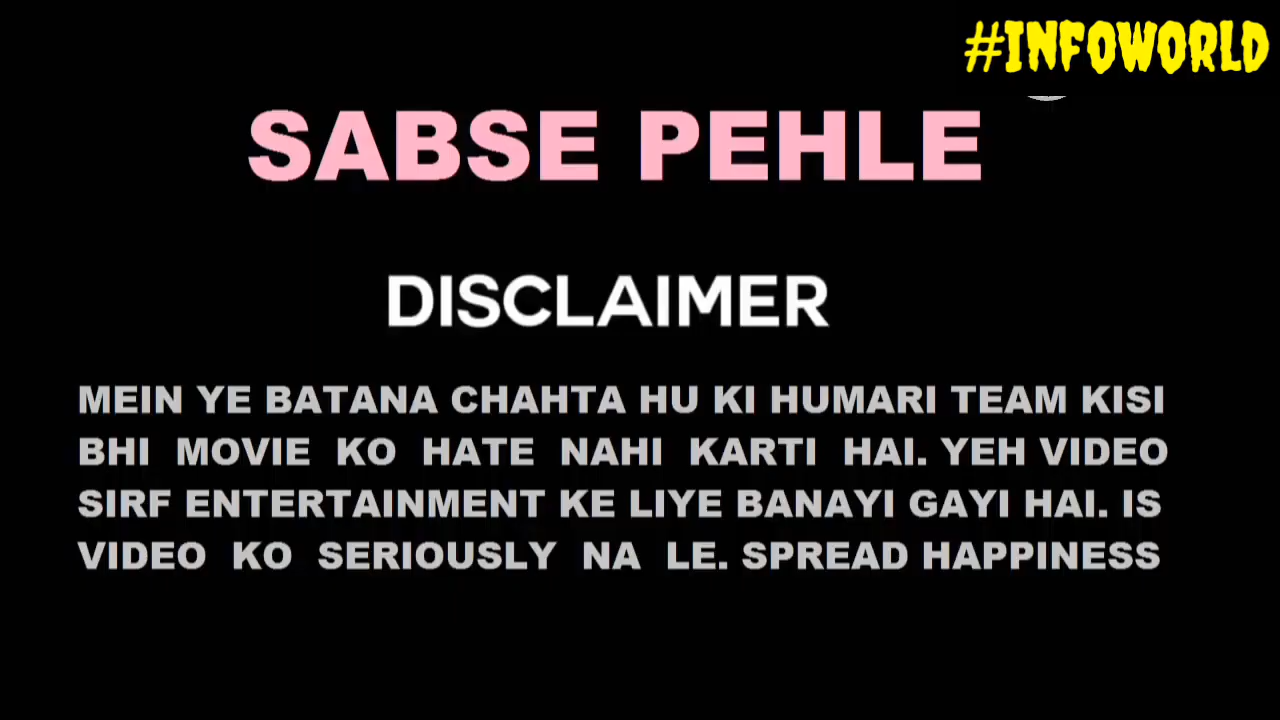 #INFOWORLD
SABSE PEHLE
DISCLAIMER
MEIN YE BATANA CHAHTA HU KI HUMARI TEAM KISI
BHI MOVIE KO HATE NAHI KARTI HAI. YEH VIDEO
SIRF ENTERTAINMENT KE LIYE BANAYI GAYI HAI. IS
VIDEO KO SERIOUSLY NA LE. SPREAD HAPPINESS